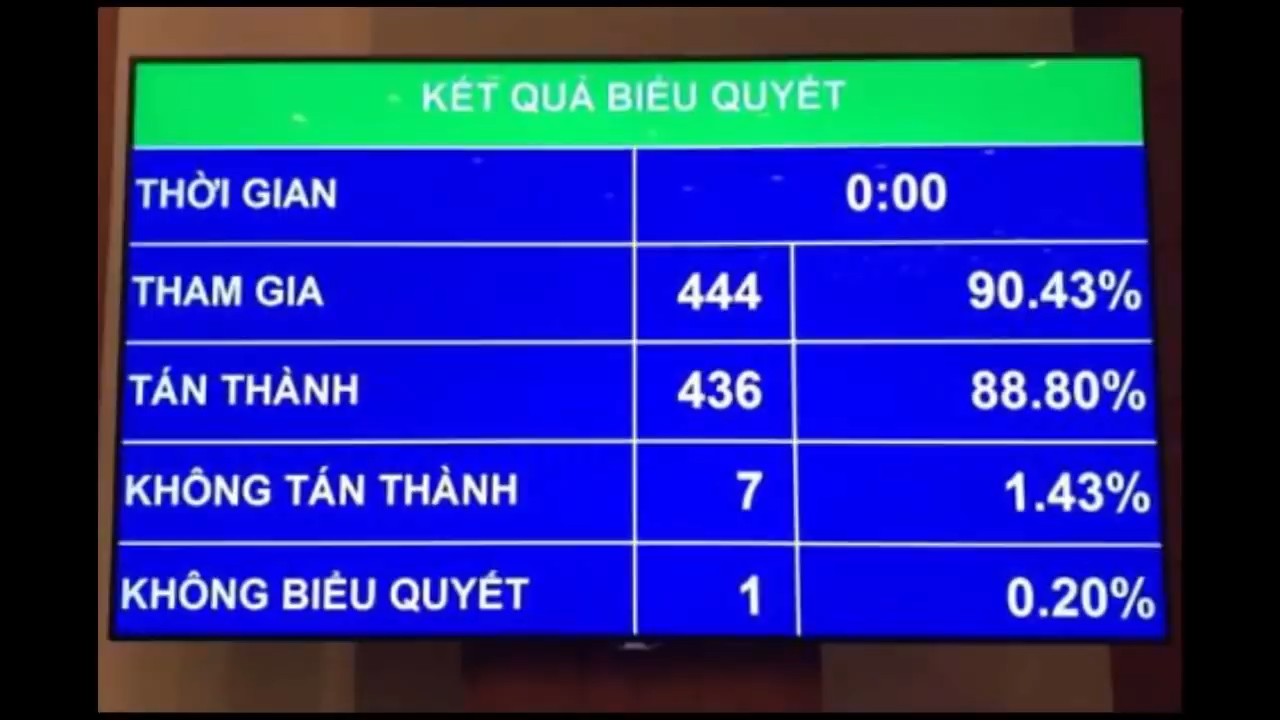 KẾT QUẢ BIỂU QUYẾT
THỜI GIAN 0:00
THAM GIA 444 90.43%
TÁN THÀNH 436 88.80%
KHÔNG TÁN THÀNH 7 1.43%
KHÔNG BIỂU QUYẾT 1 0.20%